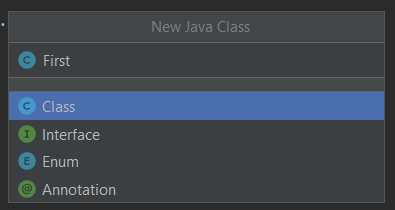 New Java Class
C First
C Class
I Interface
E Enum
@ Annotation